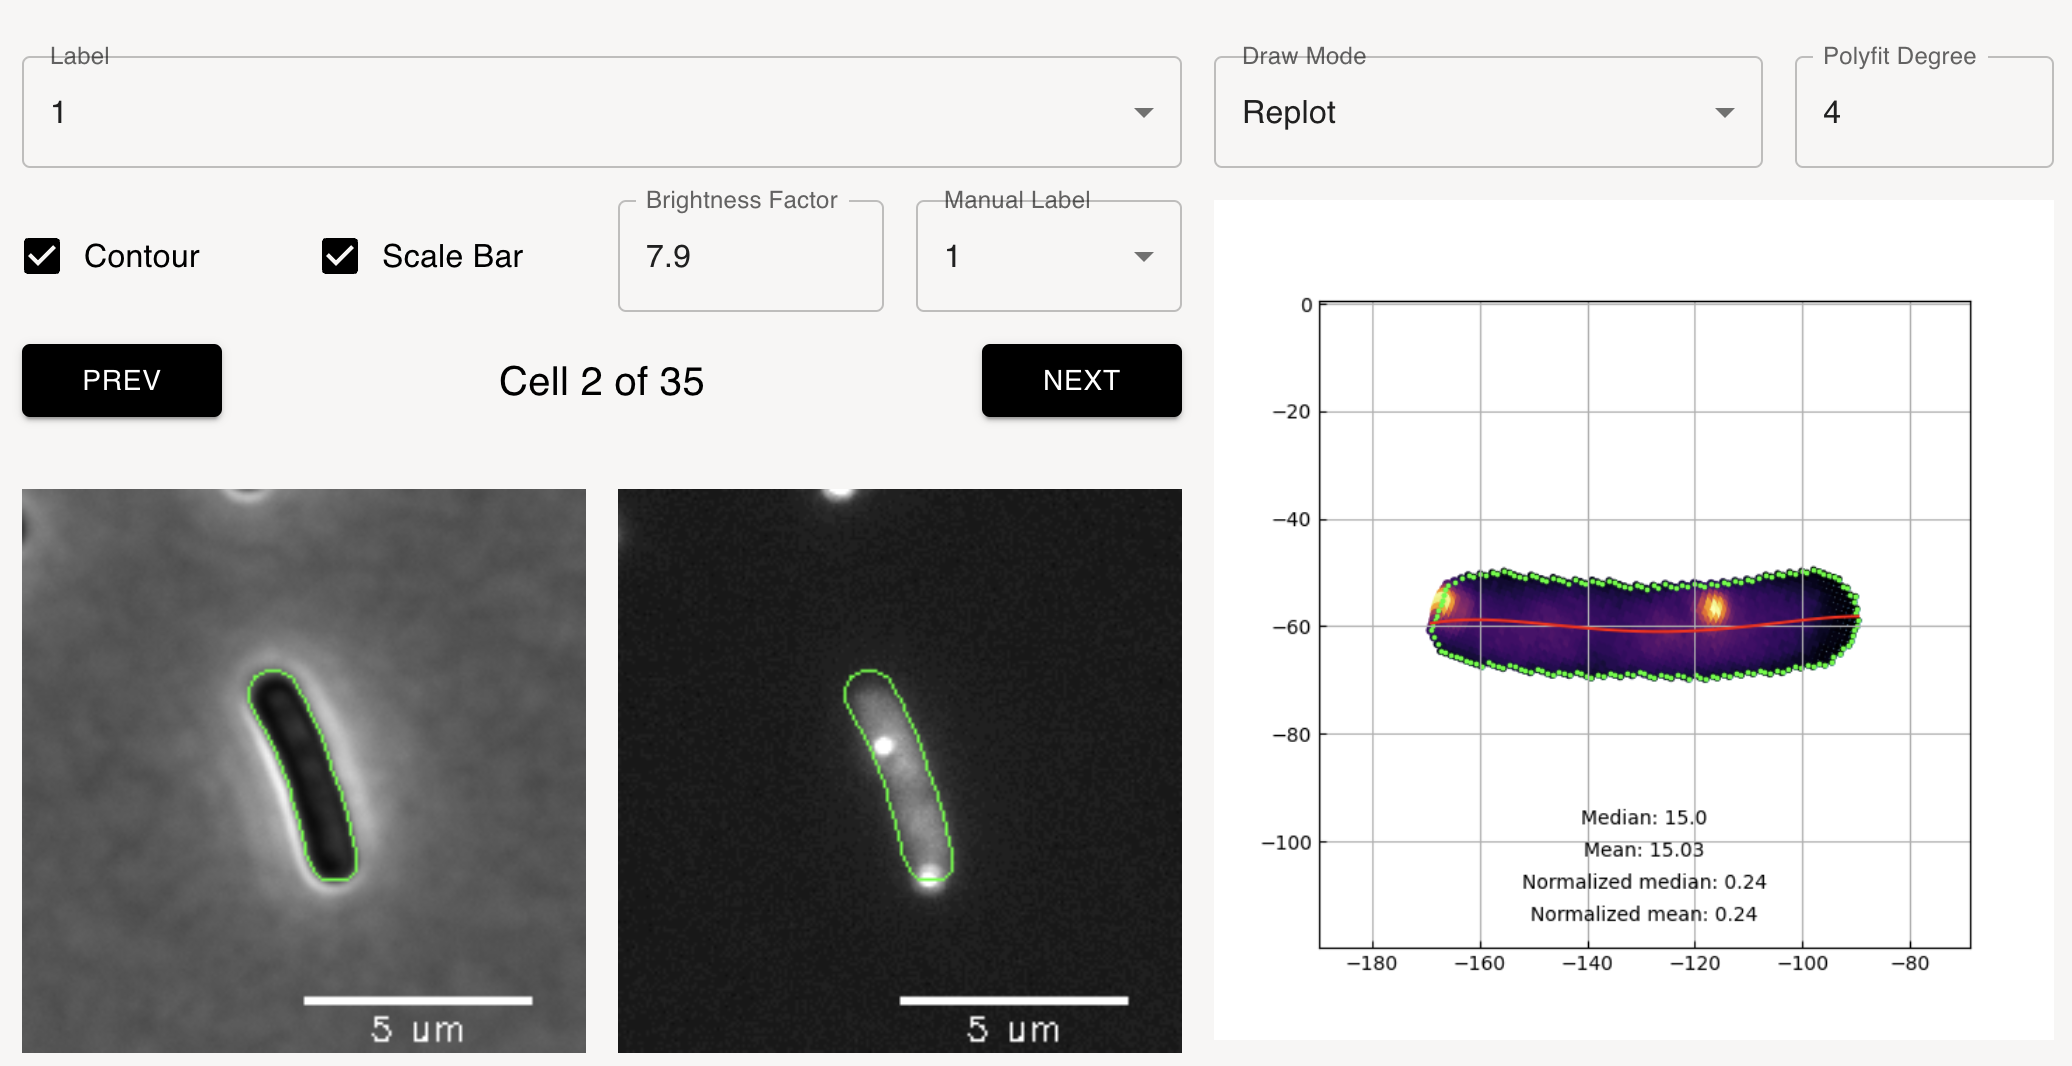 Label
1
Draw Mode
Replot
Polyfit Degree
4
Contour
Scale Bar
Brightness Factor
7.9
Manual Label
1
PREV
Cell 2 of 35
NEXT
5 um
5 um
0
−20
−40
−60
−80
−100
Median: 15.0
Mean: 15.03
Normalized median: 0.24
Normalized mean: 0.24
−180 −160 −140 −120 −100 −80